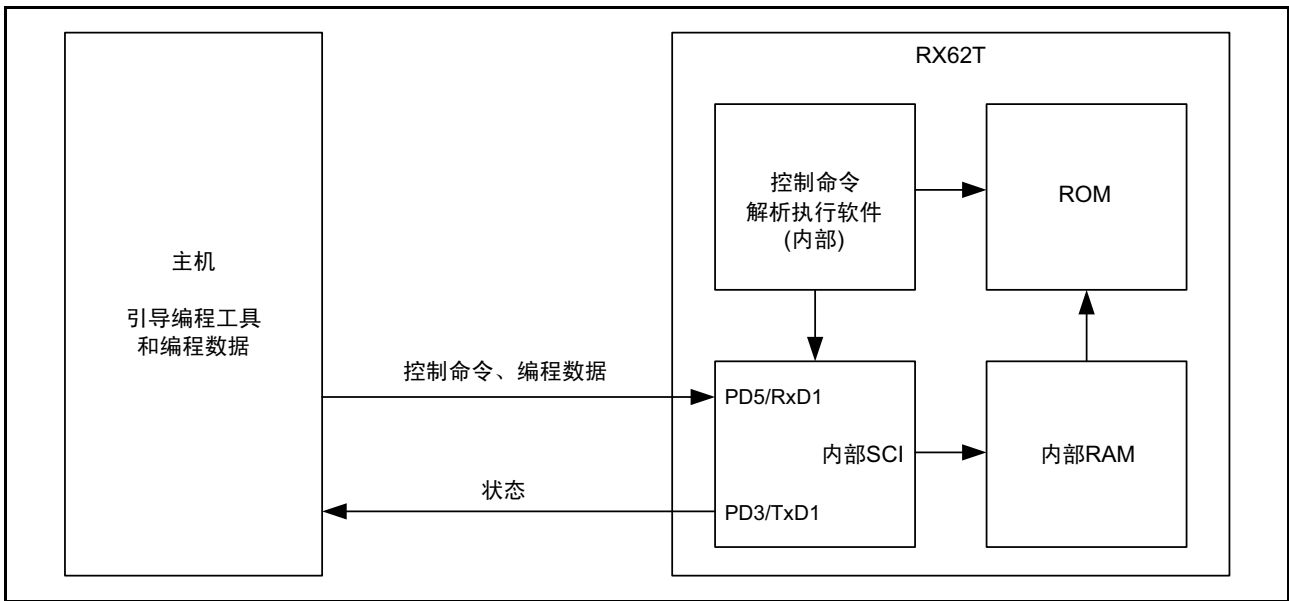 RX62T
控制命令
解析执行软件
(内部)
ROM
主机
引导编程工具
和编程数据
控制命令、编程数据
PD5/RxD1
内部SCI
内部RAM
状态
PD3/TxD1